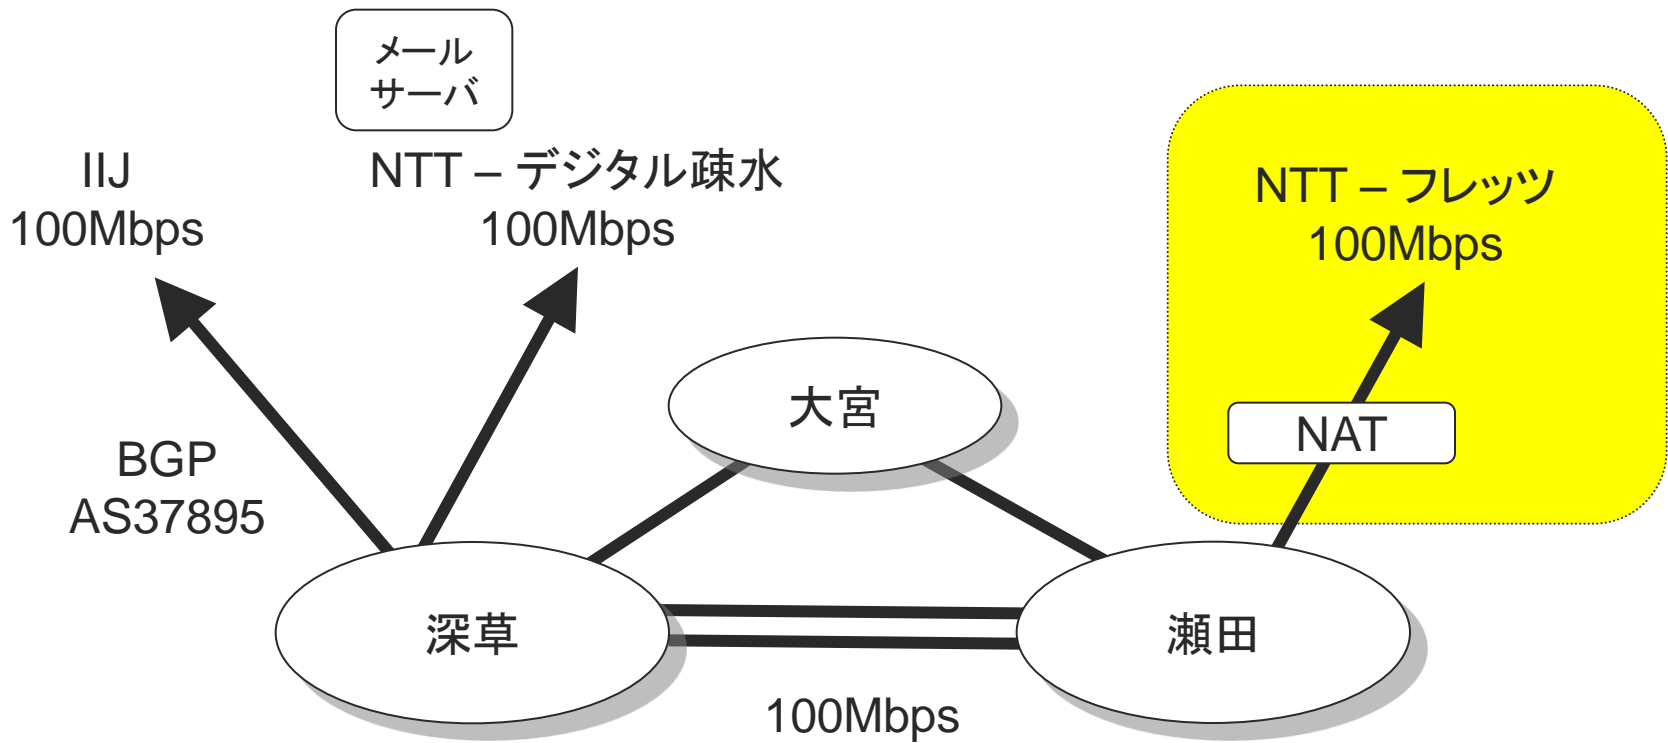 メール
サーバ
IIJ
100Mbps
NTT – デジタル疎水
100Mbps
NTT – フレッツ
100Mbps
大宮
NAT
BGP
AS37895
深草
瀬田
100Mbps